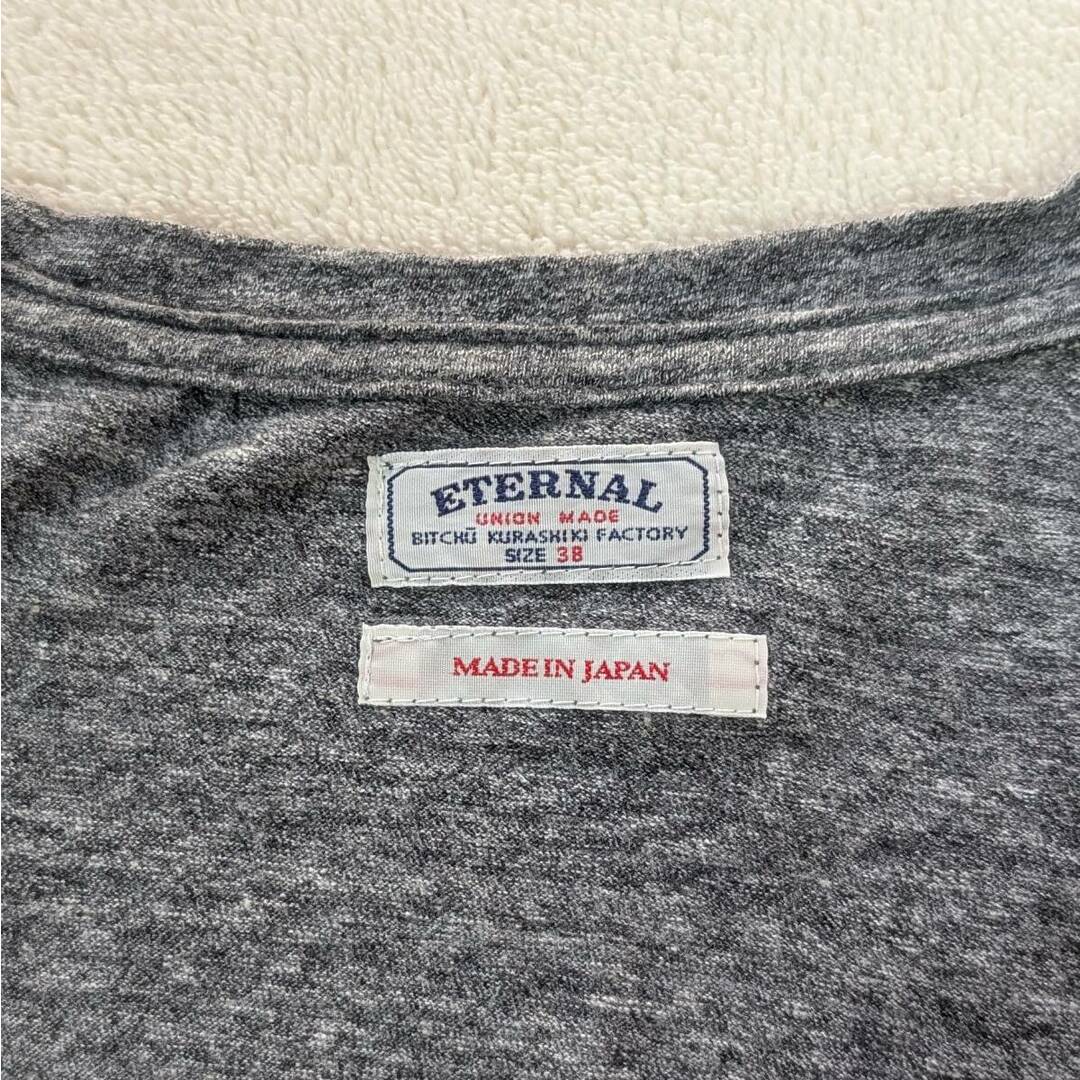 ETERNAL
UNION MADE
BITCHŪ KURASHIKI FACTORY
SIZE 38
MADE IN JAPAN